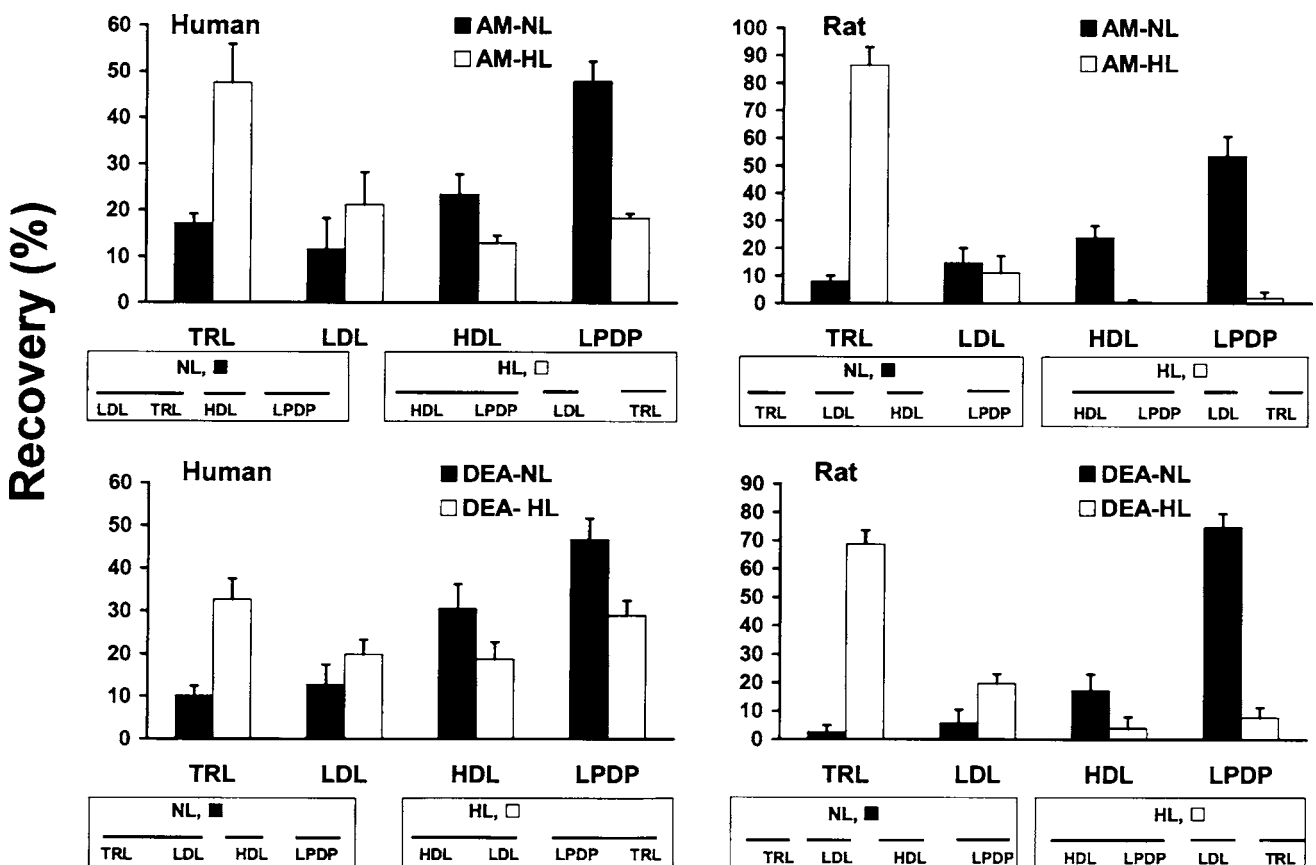 Recovery (%)
Human
■ AM-NL
□ AM-HL
60
50
40
30
20
10
0
TRL LDL HDL LPDP
NL, ■
LDL TRL HDL LPDP
HL, □
HDL LPDP LDL TRL
Rat
■ AM-NL
□ AM-HL
100
90
80
70
60
50
40
30
20
10
0
TRL LDL HDL LPDP
NL, ■
TRL LDL HDL LPDP
HL, □
HDL LPDP LDL TRL
Human
■ DEA-NL
□ DEA- HL
60
50
40
30
20
10
0
TRL LDL HDL LPDP
NL, ■
TRL LDL HDL LPDP
HL, □
HDL LDL LPDP TRL
Rat
■ DEA-NL
□ DEA-HL
90
80
70
60
50
40
30
20
10
0
TRL LDL HDL LPDP
NL, ■
TRL LDL HDL LPDP
HL, □
HDL LPDP LDL TRL